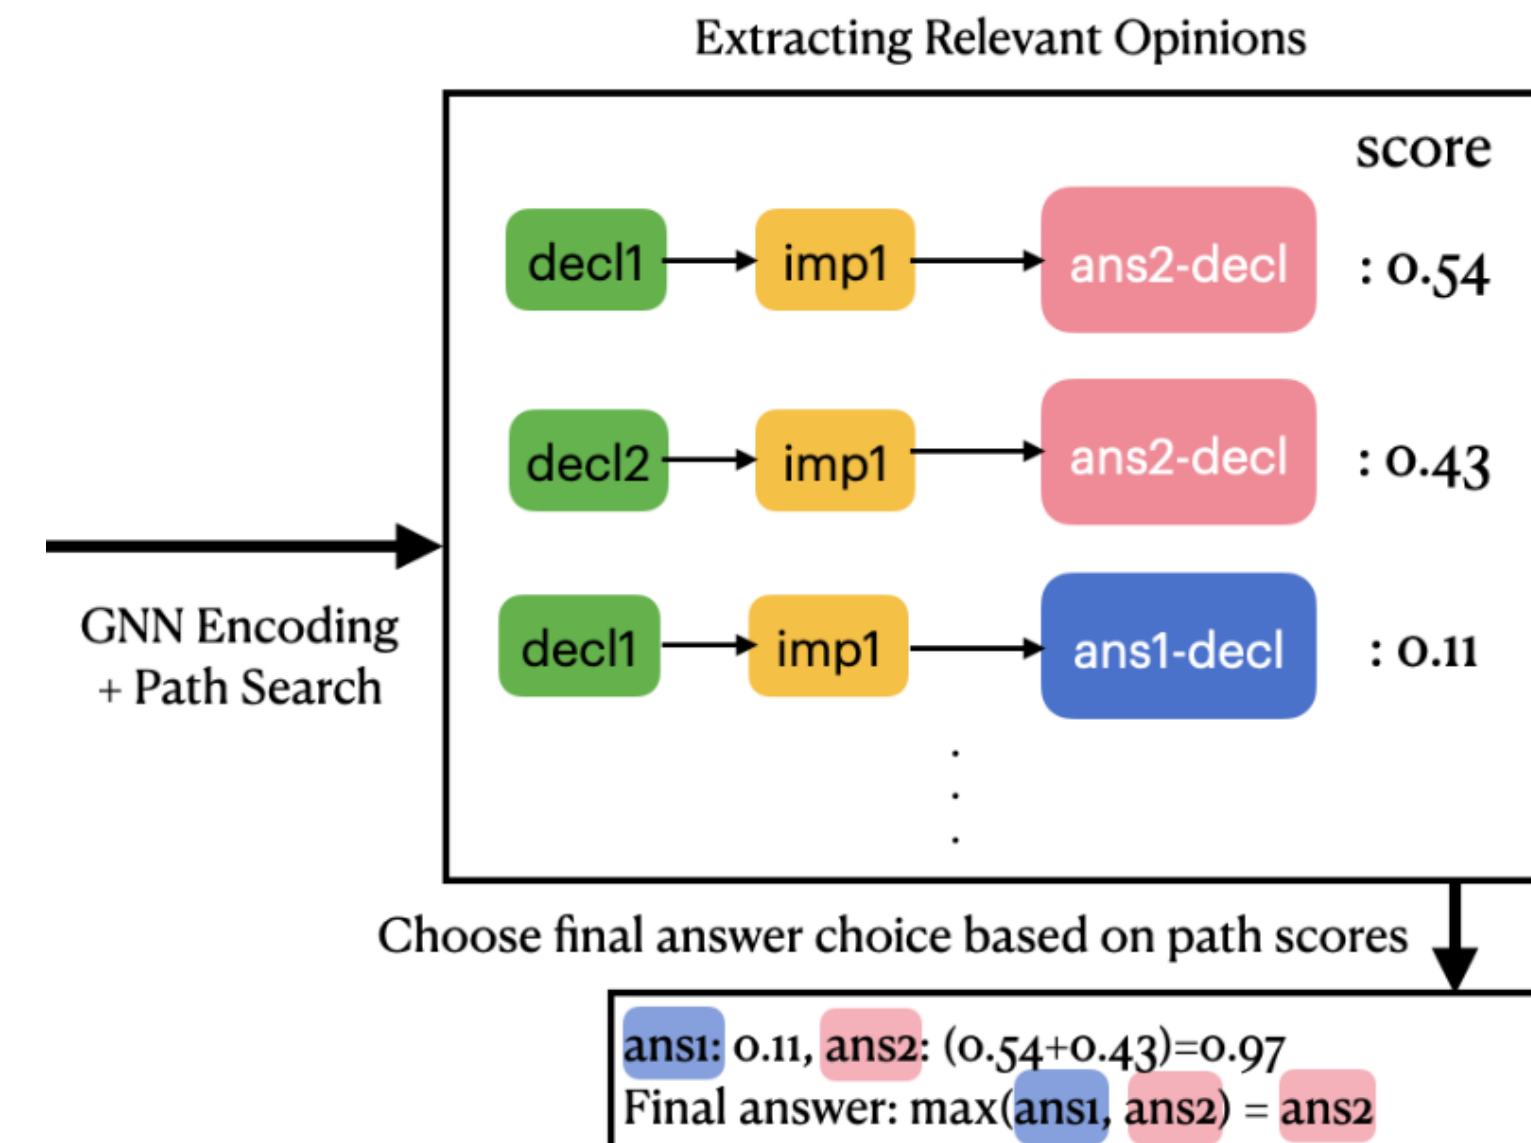 Extracting Relevant Opinions
score
decl1 imp1 ans2-decl : 0.54
decl2 imp1 ans2-decl : 0.43
GNN Encoding
+ Path Search
decl1 imp1 ans1-decl : 0.11
.
.
.
Choose final answer choice based on path scores
ans1: 0.11, ans2: (0.54+0.43)=0.97
Final answer: max(ans1, ans2) = ans2